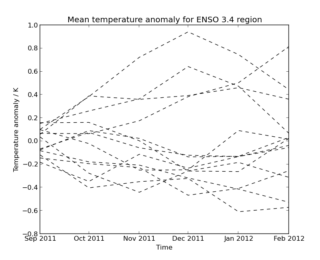 Mean temperature anomaly for ENSO 3.4 region
1.0
0.8
0.6
0.4
0.2
0.0
−0.2
−0.4
−0.6
−0.8
Temperature anomaly / K
Sep 2011 Oct 2011 Nov 2011 Dec 2011 Jan 2012 Feb 2012
Time